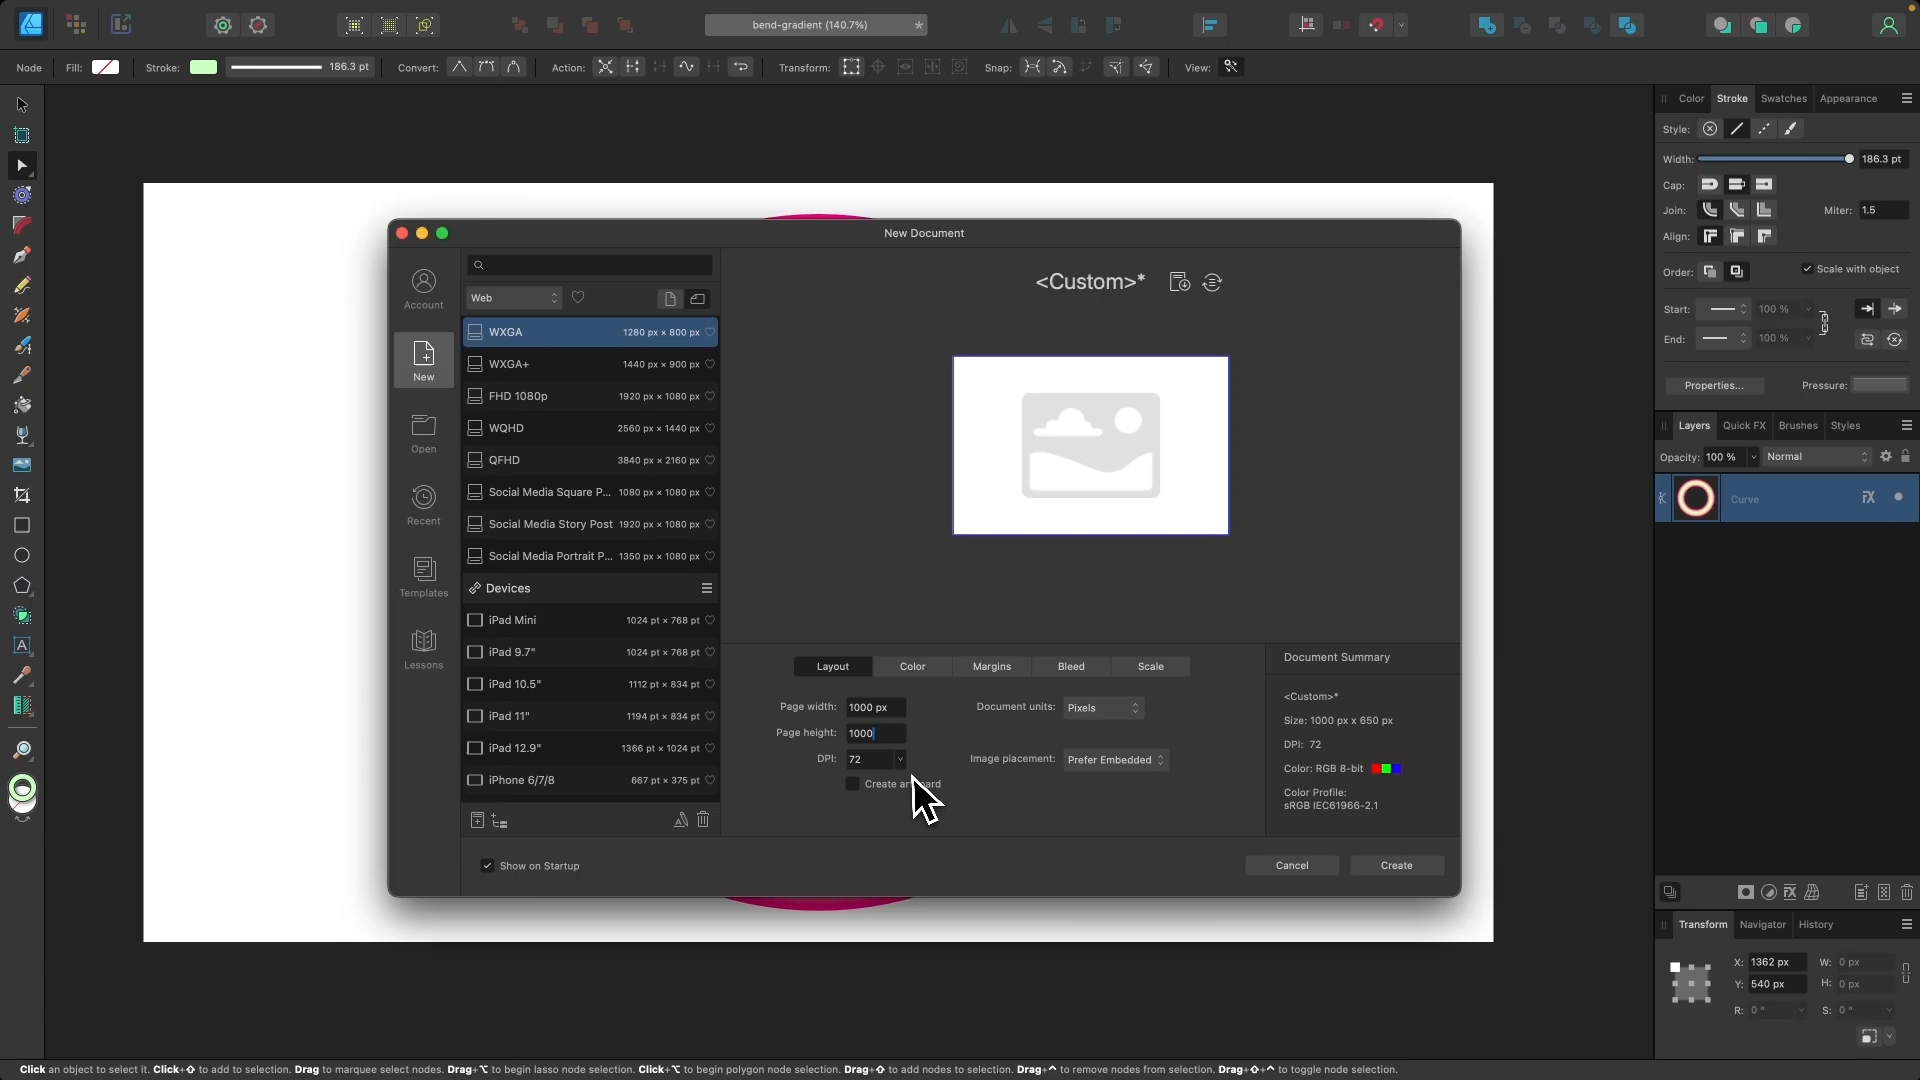 bend-gradient (140.7%)
*
Node
Fill:
Stroke:
186.3 pt
Convert:
Action:
Transform:
Snap:
View:
New Document
Account
New
Open
Recent
Templates
Lessons
Web
WXGA 1280 px × 800 px
WXGA+ 1440 px × 900 px
FHD 1080p 1920 px × 1080 px
WQHD 2560 px × 1440 px
QFHD 3840 px × 2160 px
Social Media Square P... 1080 px × 1080 px
Social Media Story Post 1920 px × 1080 px
Social Media Portrait P... 1350 px × 1080 px
Devices
iPad Mini 1024 pt × 768 pt
iPad 9.7" 1024 pt × 768 pt
iPad 10.5" 1112 pt × 834 pt
iPad 11" 1194 pt × 834 pt
iPad 12.9" 1366 pt × 1024 pt
iPhone 6/7/8 667 pt × 375 pt
Show on Startup
<Custom>*
Layout
Color
Margins
Bleed
Scale
Page width: 1000 px
Document units: Pixels
Page height: 1000
DPI: 72
Image placement: Prefer Embedded
Create
Document Summary
<Custom>*
Size: 1000 px x 650 px
DPI: 72
Color: RGB 8-bit
Color Profile:
sRGB IEC61966-2.1
Cancel
Create
Color
Stroke
Swatches
Appearance
Style:
Width: 186.3 pt
Cap:
Join:
Miter: 1.5
Align:
Order:
Scale with object
Start: 100 %
End: 100 %
Properties...
Pressure:
Layers
Quick FX
Brushes
Styles
Opacity: 100 %
Normal
Curve
FX
Transform
Navigator
History
X: 1362 px W: 0 px
Y: 540 px H: 0 px
R: 0 ° S: 0 °
Click an object to select it. Click+⇧ to add to selection. Drag to marquee select nodes. Drag+⌥ to begin lasso node selection. Click+⌥ to begin polygon node selection. Drag+⇧ to add nodes to selection. Drag+⌃ to remove nodes from selection. Drag+⇧+⌃ to toggle node selection.